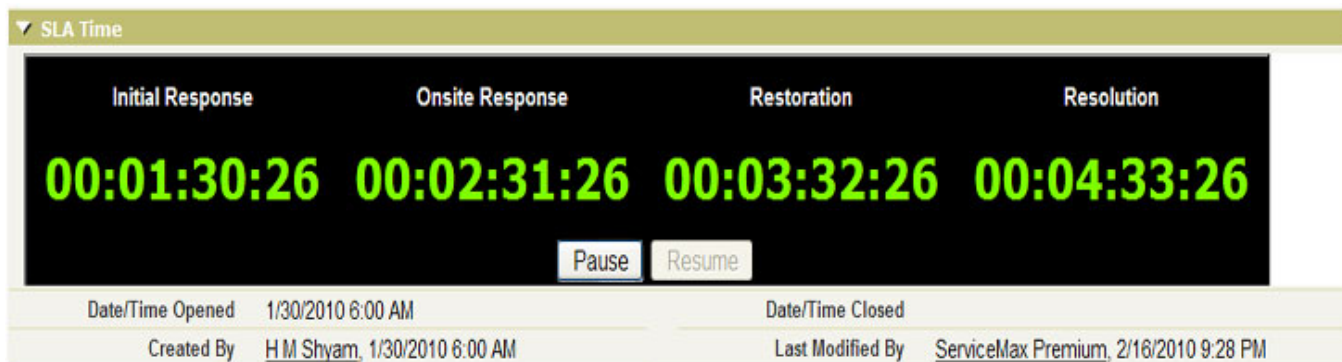 SLA Time
Initial Response Onsite Response Restoration Resolution
00:01:30:26 00:02:31:26 00:03:32:26 00:04:33:26
Pause Resume
Date/Time Opened 1/30/2010 6:00 AM Date/Time Closed
Created By H M Shyam, 1/30/2010 6:00 AM Last Modified By ServiceMax Premium, 2/16/2010 9:28 PM